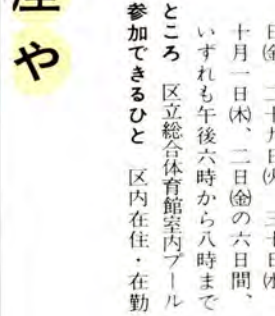 日㈮、二十九日㈫、三十日㈬
十月一日㈭、二日㈮の六日間、
いずれも午後六時から八時まで
ところ　区立総合体育館室内プール
参加できるひと　区内在住・在勤
や